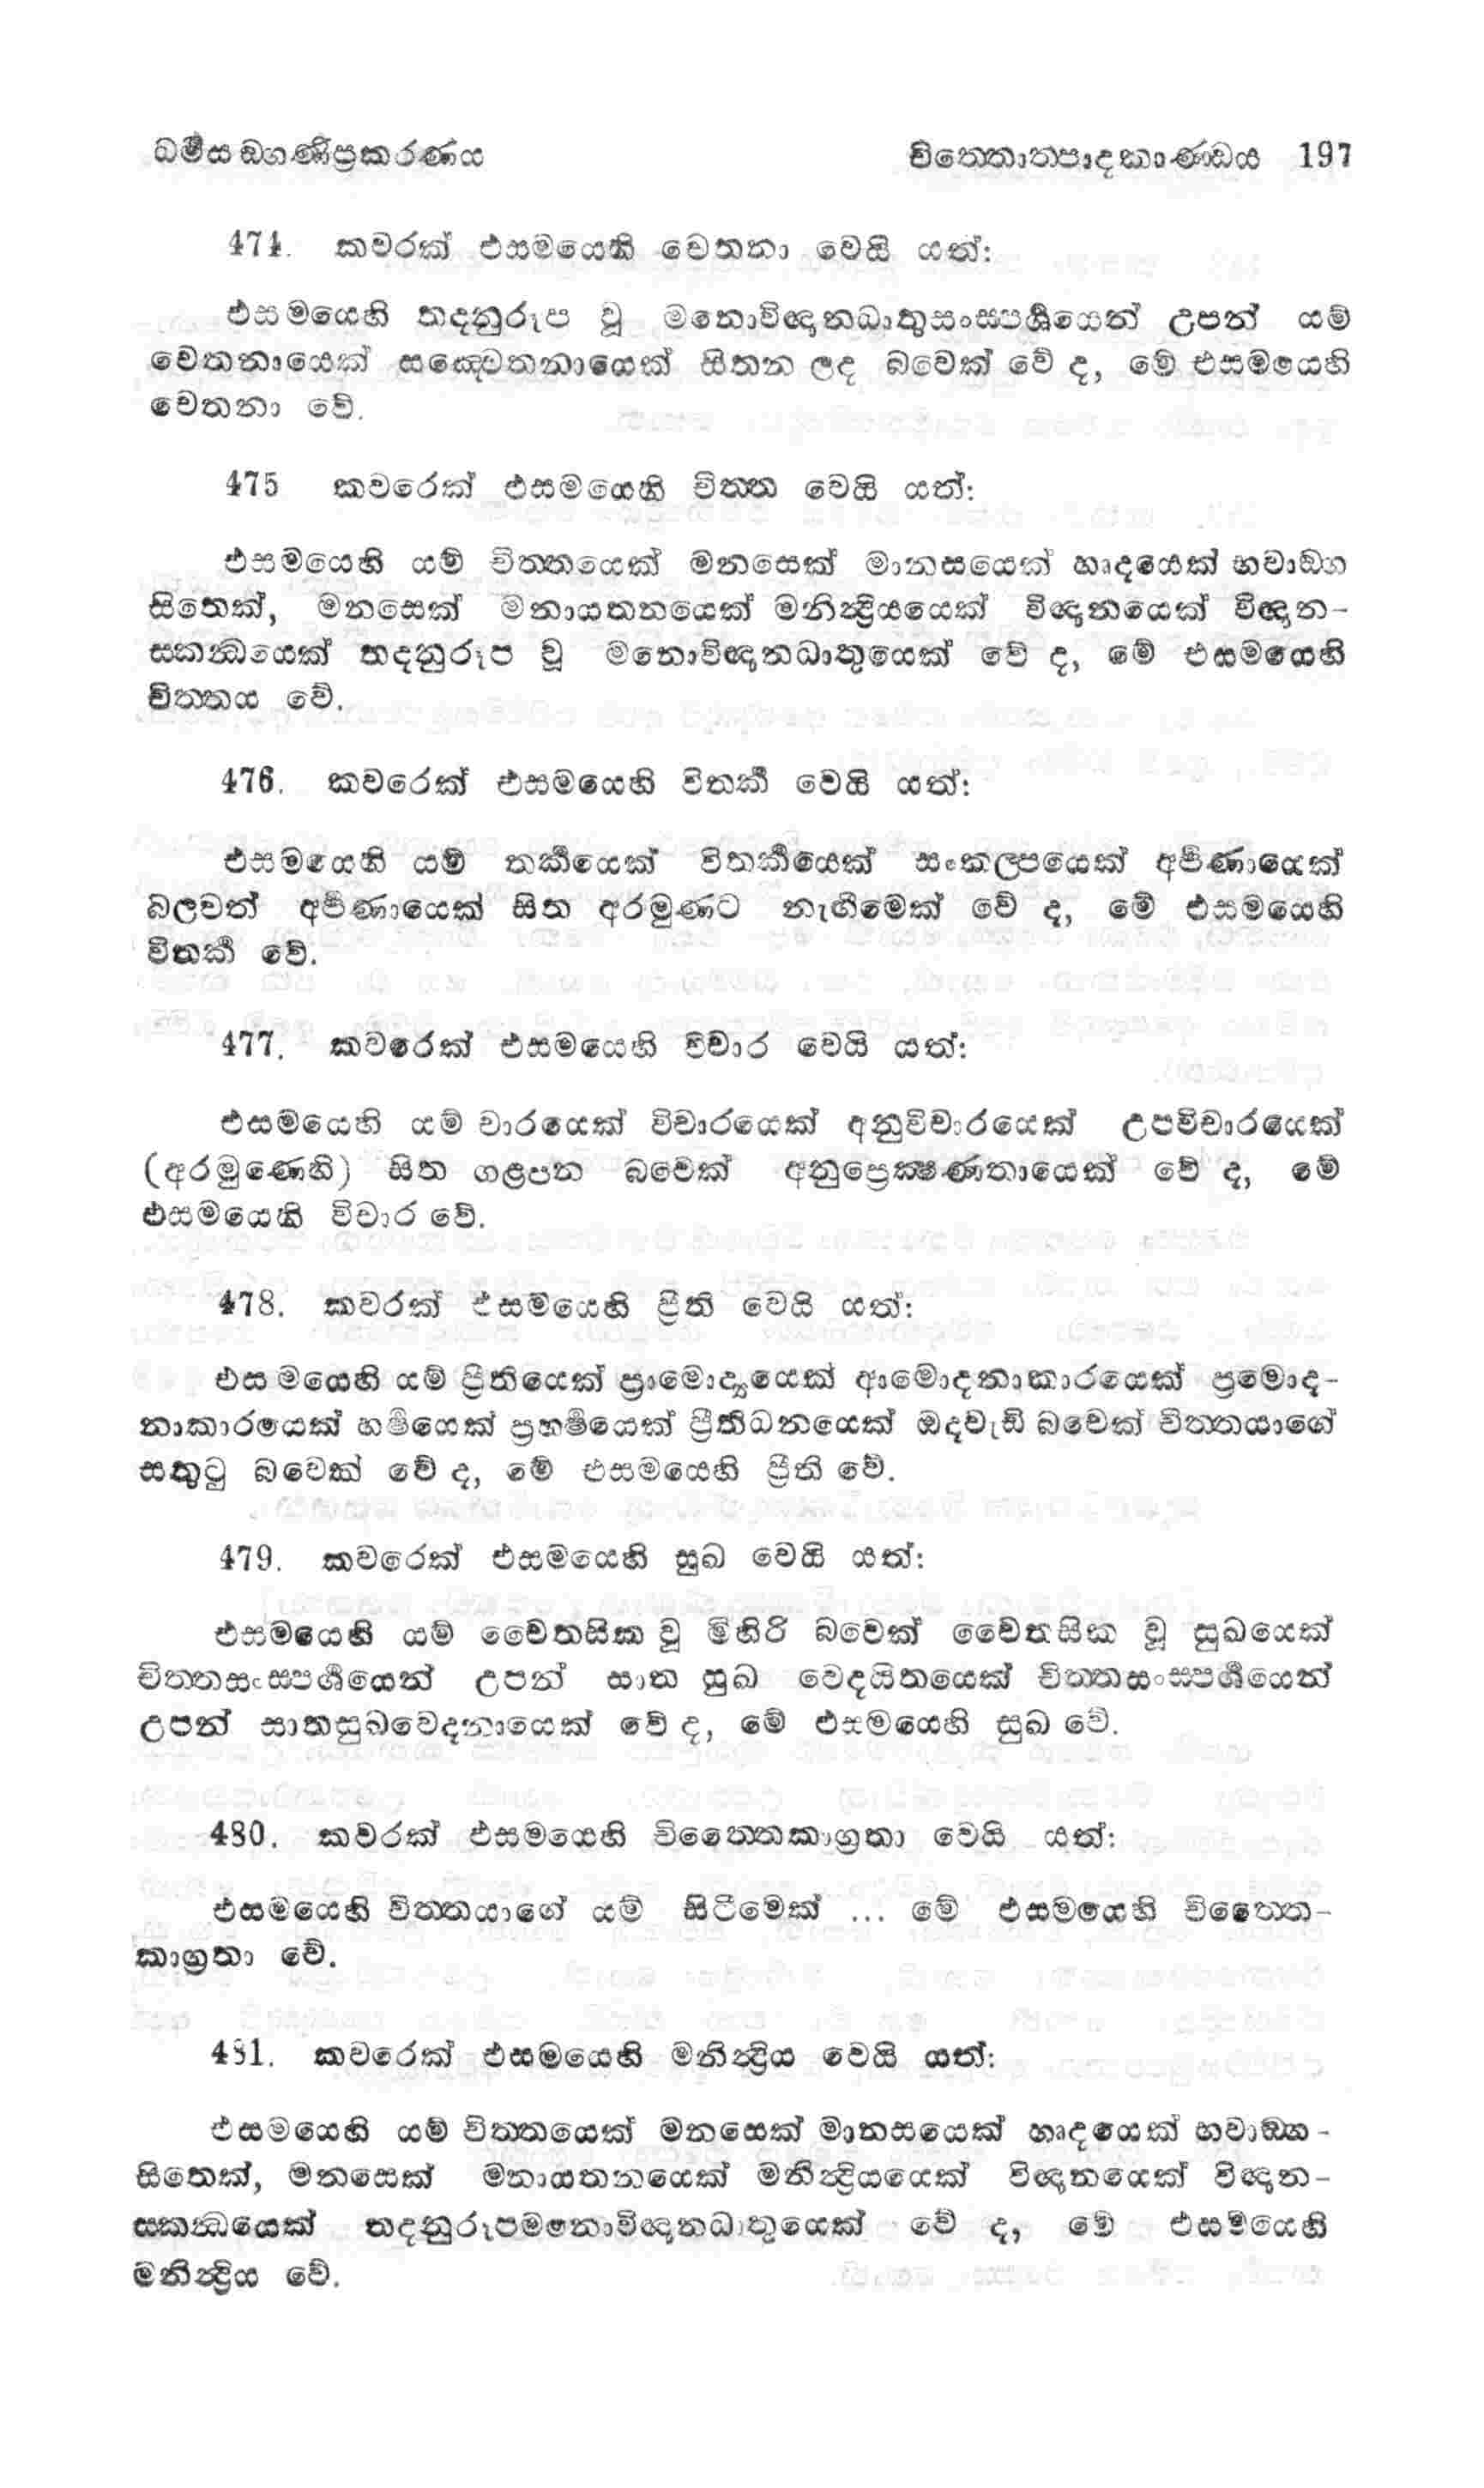 ධර්මසඞ්ගණිප්‍රකරණය	චිත්තොත්පාදකාණ්ඩය 197
474. කවරක් එසමයෙහි චෙතනා වෙයි යත්:
එසමයෙහි තදනුරූප වූ මනොවිඥානධාතුසංස්පර්ශයෙන් උපන් යම්
චෙතනායෙක් සඤ්චෙතනායෙක් සිතන ලද බවෙක් වේ ද, මේ එසමයෙහි
චෙතනා වේ.
475 කවරෙක් එසමයෙහි චිත්ත වෙයි යත්:
එසමයෙහි යම් චිත්තයෙක් මනසෙක් මානසයෙක් හෘදයෙක් භවාඞ්ග
සිතෙක්, මනසෙක් මනායතනයෙක් මනින්ද්‍රියයෙක් විඥානයෙක් විඥාන-
ස්කන්ධයෙක් තදනුරූප වූ මනොවිඥානධාතුයෙක් වේ ද, මේ එසමයෙහි
චිත්තය වේ.
476. කවරෙක් එසමයෙහි විතර්ක වෙයි යත්:
එසමයෙහි යම් තර්කයෙක් විතර්කයෙක් සංකල්පයෙක් අර්පණායෙක්
බලවත් අර්පණායෙක් සිත අරමුණට නැඟීමෙක් වේ ද, මේ එසමයෙහි
විතර්ක වේ.
477. කවරෙක් එසමයෙහි විචාර වෙයි යත්:
එසමයෙහි යම් චාරයෙක් විචාරයෙක් අනුවිචාරයෙක් උපවිචාරයෙක්
(අරමුණෙහි) සිත ගළපන බවෙක් අනුප්‍රෙක්ෂණතායෙක් වේ ද, මේ
එසමයෙහි විචාර වේ.
478. කවරක් එසමයෙහි ප්‍රීති වෙයි යත්:
එසමයෙහි යම් ප්‍රීතියෙක් ප්‍රාමොද්‍යයෙක් ආමොදනාකාරයෙක් ප්‍රමොද-
නාකාරයෙක් හර්ෂයෙක් ප්‍රහර්ෂයෙක් ප්‍රීතිධනයෙක් ඔදවැඩි බවෙක් චිත්තයාගේ
සතුටු බවෙක් වේ ද, මේ එසමයෙහි ප්‍රීති වේ.
479. කවරෙක් එසමයෙහි සුඛ වෙයි යත්:
එසමයෙහි යම් චෛතසික වූ මිහිරි බවෙක් චෛතසික වූ සුඛයෙක්
චිත්තසංස්පර්ශයෙන් උපන් සාත සුඛ වෙදයිතයෙක් චිත්තසංස්පර්ශයෙන්
උපන් සාතසුඛවෙදනායෙක් වේ ද, මේ එසමයෙහි සුඛ වේ.
480. කවරක් එසමයෙහි චිත්තෛකාග්‍රතා වෙයි යත්:
එසමයෙහි චිත්තයාගේ යම් සිටීමෙක් ... මේ එසමයෙහි චිත්තෛ-
කාග්‍රතා වේ.
481. කවරෙක් එසමයෙහි මනින්ද්‍රිය වෙයි යත්:
එසමයෙහි යම් චිත්තයෙක් මනසෙක් මානසයෙක් හෘදයෙක් භවාඞ්ග-
සිතෙක්, මනසෙක් මනායතනයෙක් මනින්ද්‍රියයෙක් විඥානයෙක් විඥාන-
ස්කන්ධයෙක් තදනුරූපමනොවිඥානධාතුයෙක් වේ ද, මේ එසමයෙහි
මනින්ද්‍රිය වේ.